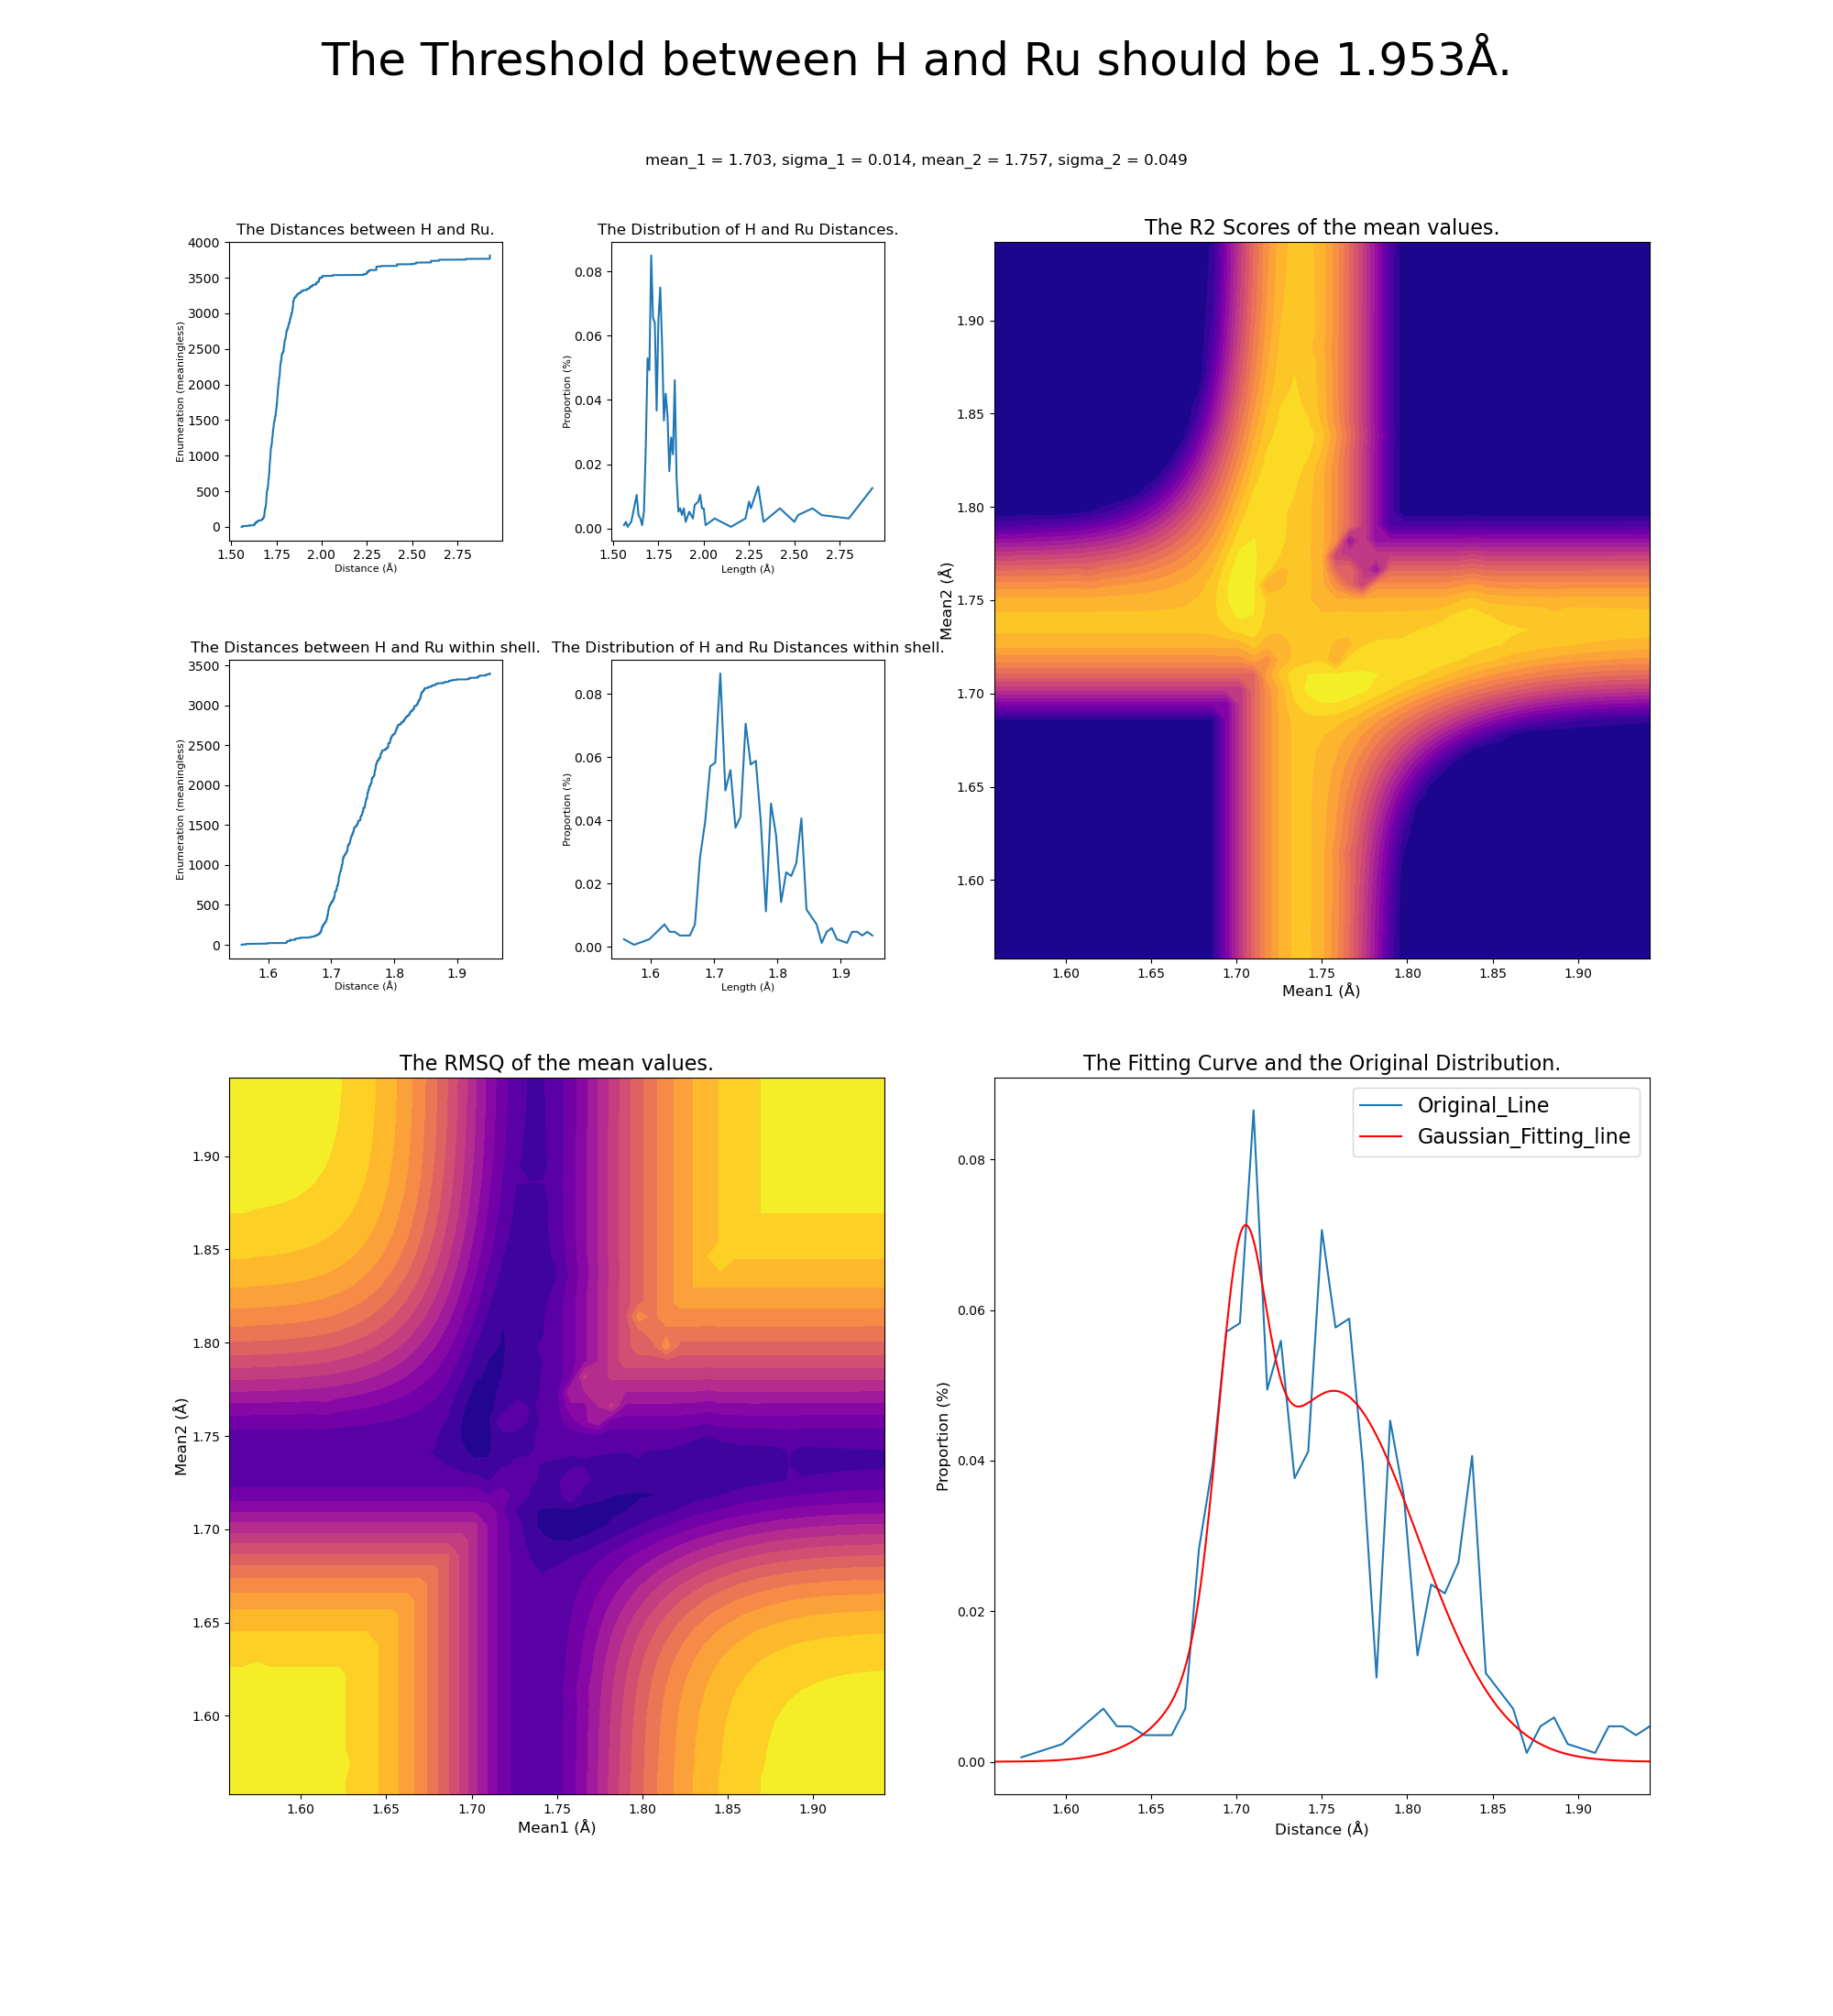 The Threshold between H and Ru should be 1.953Å.
mean_1 = 1.703, sigma_1 = 0.014, mean_2 = 1.757, sigma_2 = 0.049
The Distances between H and Ru.
Enumeration (meaningless)
4000
3500
3000
2500
2000
1500
1000
500
0
1.50 1.75 2.00 2.25 2.50 2.75
Distance (Å)
The Distribution of H and Ru Distances.
Proportion (%)
0.08
0.06
0.04
0.02
0.00
1.50 1.75 2.00 2.25 2.50 2.75
Length (Å)
The R2 Scores of the mean values.
Mean2 (Å)
1.90
1.85
1.80
1.75
1.70
1.65
1.60
1.60 1.65 1.70 1.75 1.80 1.85 1.90
Mean1 (Å)
The Distances between H and Ru within shell.
Enumeration (meaningless)
3500
3000
2500
2000
1500
1000
500
0
1.6 1.7 1.8 1.9
Distance (Å)
The Distribution of H and Ru Distances within shell.
Proportion (%)
0.08
0.06
0.04
0.02
0.00
1.6 1.7 1.8 1.9
Length (Å)
The RMSQ of the mean values.
Mean2 (Å)
1.90
1.85
1.80
1.75
1.70
1.65
1.60
1.60 1.65 1.70 1.75 1.80 1.85 1.90
Mean1 (Å)
The Fitting Curve and the Original Distribution.
Original_Line
Gaussian_Fitting_line
Proportion (%)
0.08
0.06
0.04
0.02
0.00
1.60 1.65 1.70 1.75 1.80 1.85 1.90
Distance (Å)